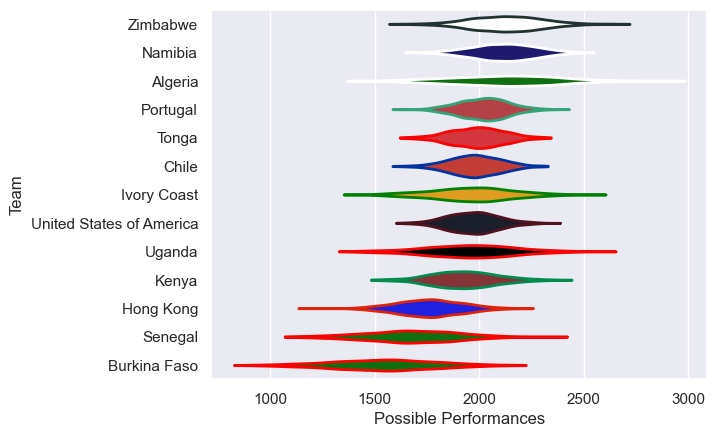 Zimbabwe
Namibia
Algeria
Portugal
Tonga
Chile
Ivory Coast
United States of America
Uganda
Kenya
Hong Kong
Senegal
Burkina Faso
Team
1000 1500 2000 2500 3000
Possible Performances